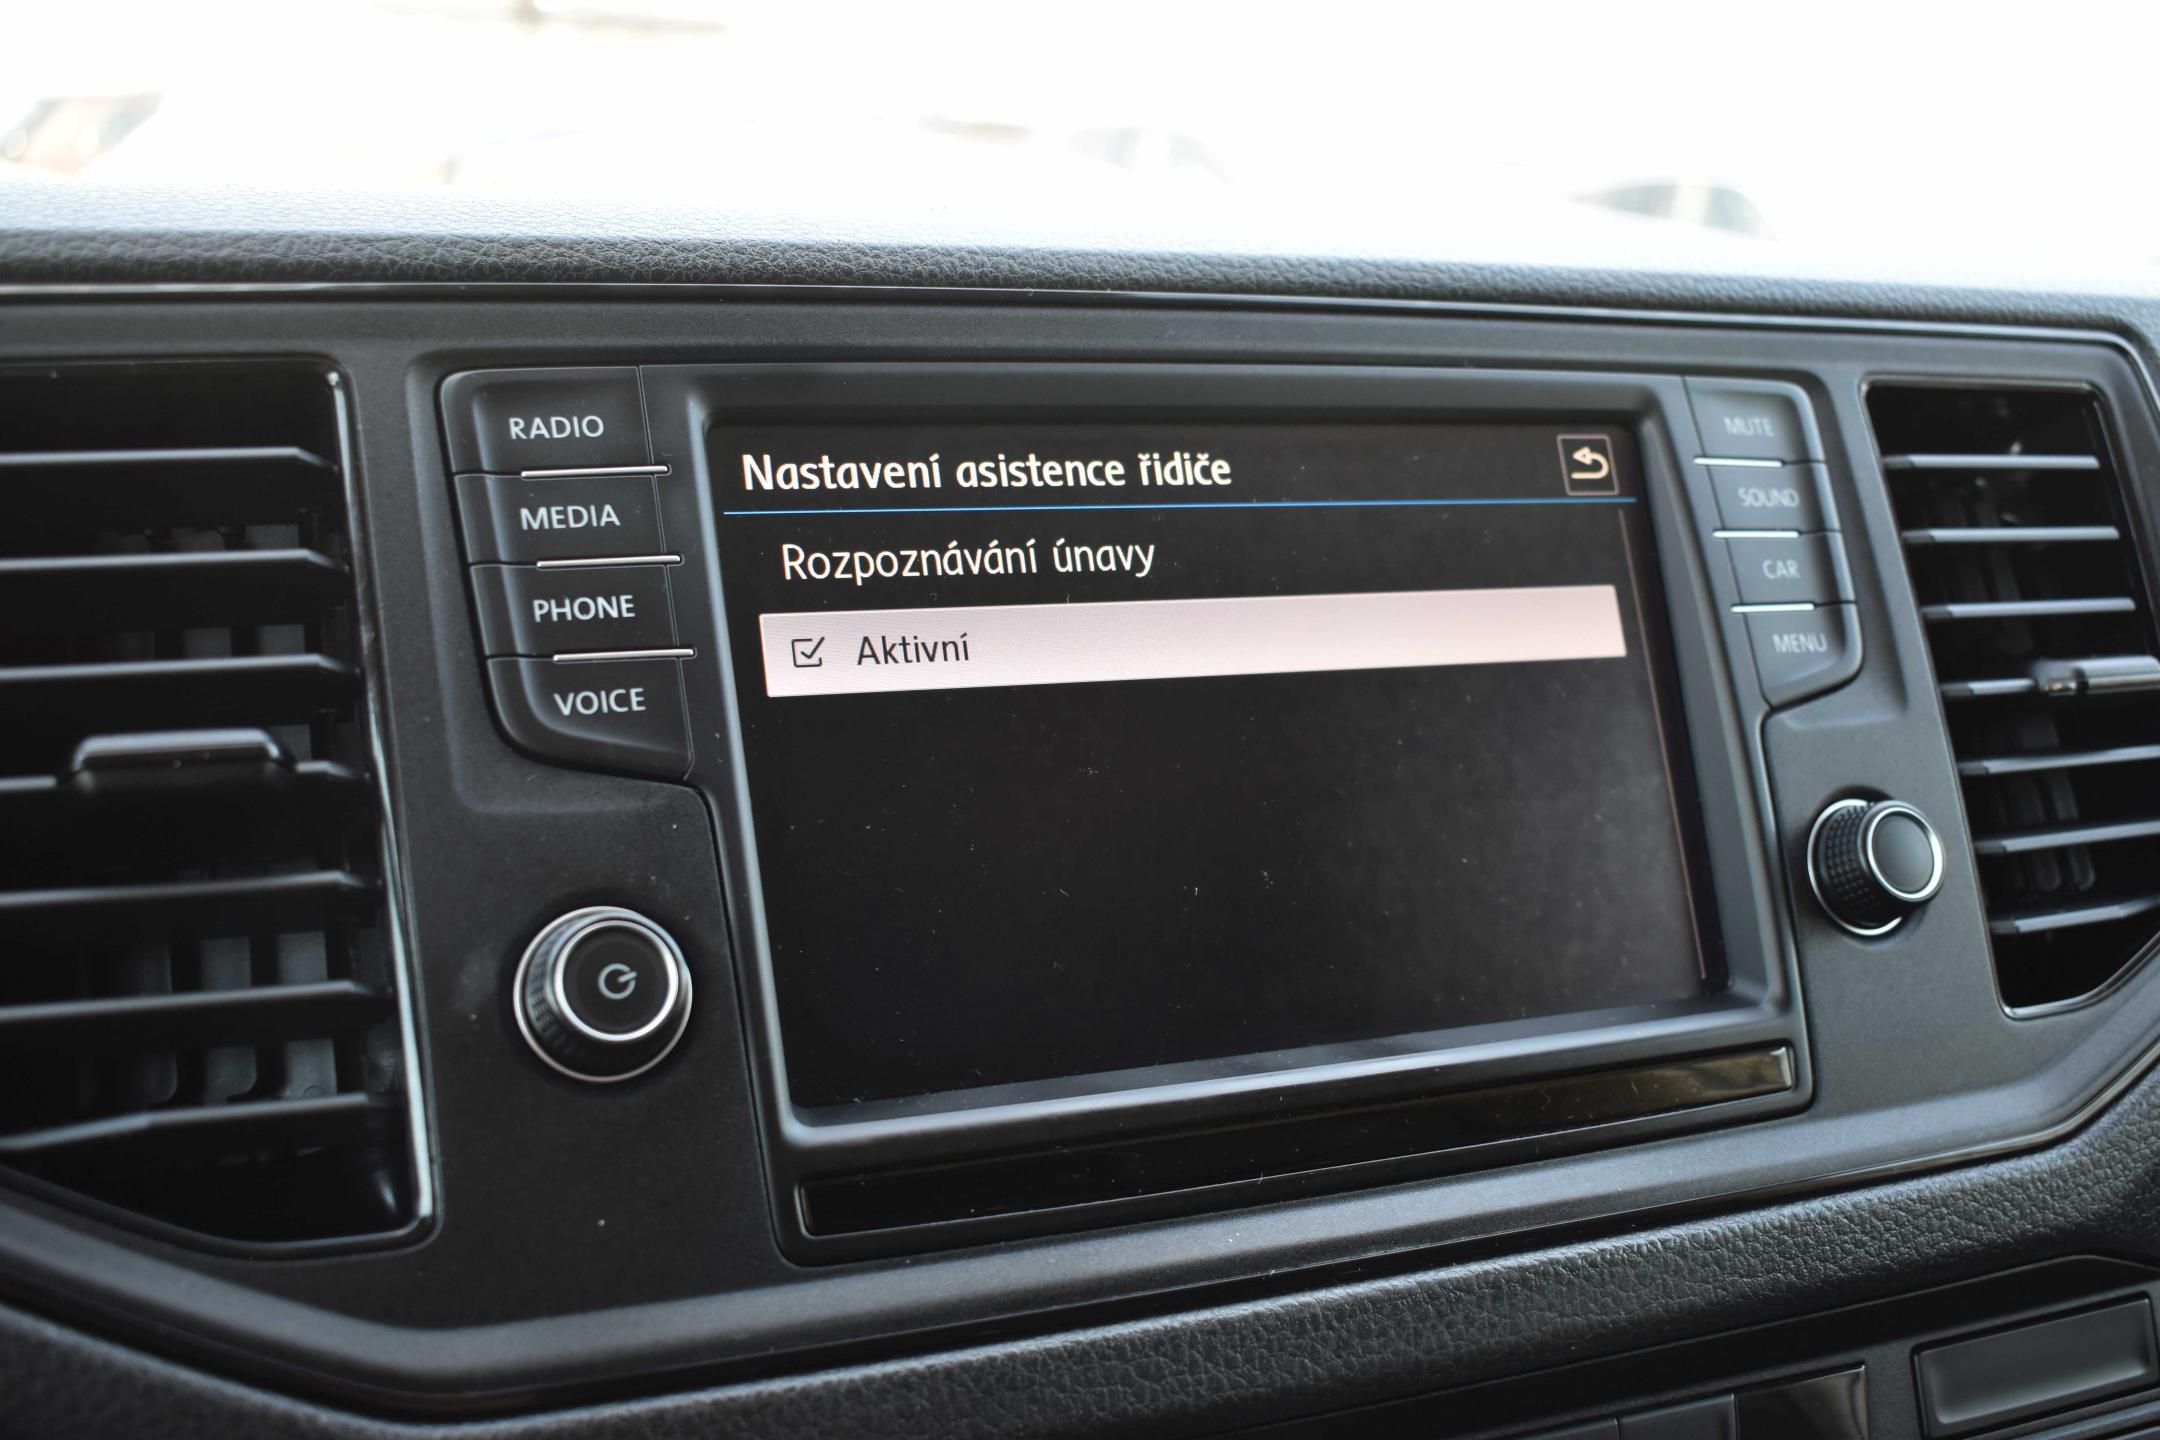 RADIO
MEDIA
PHONE
VOICE
Nastavení asistence řidiče
Rozpoznávání únavy
Aktivní
MUTE
SOUND
CAR
MENU